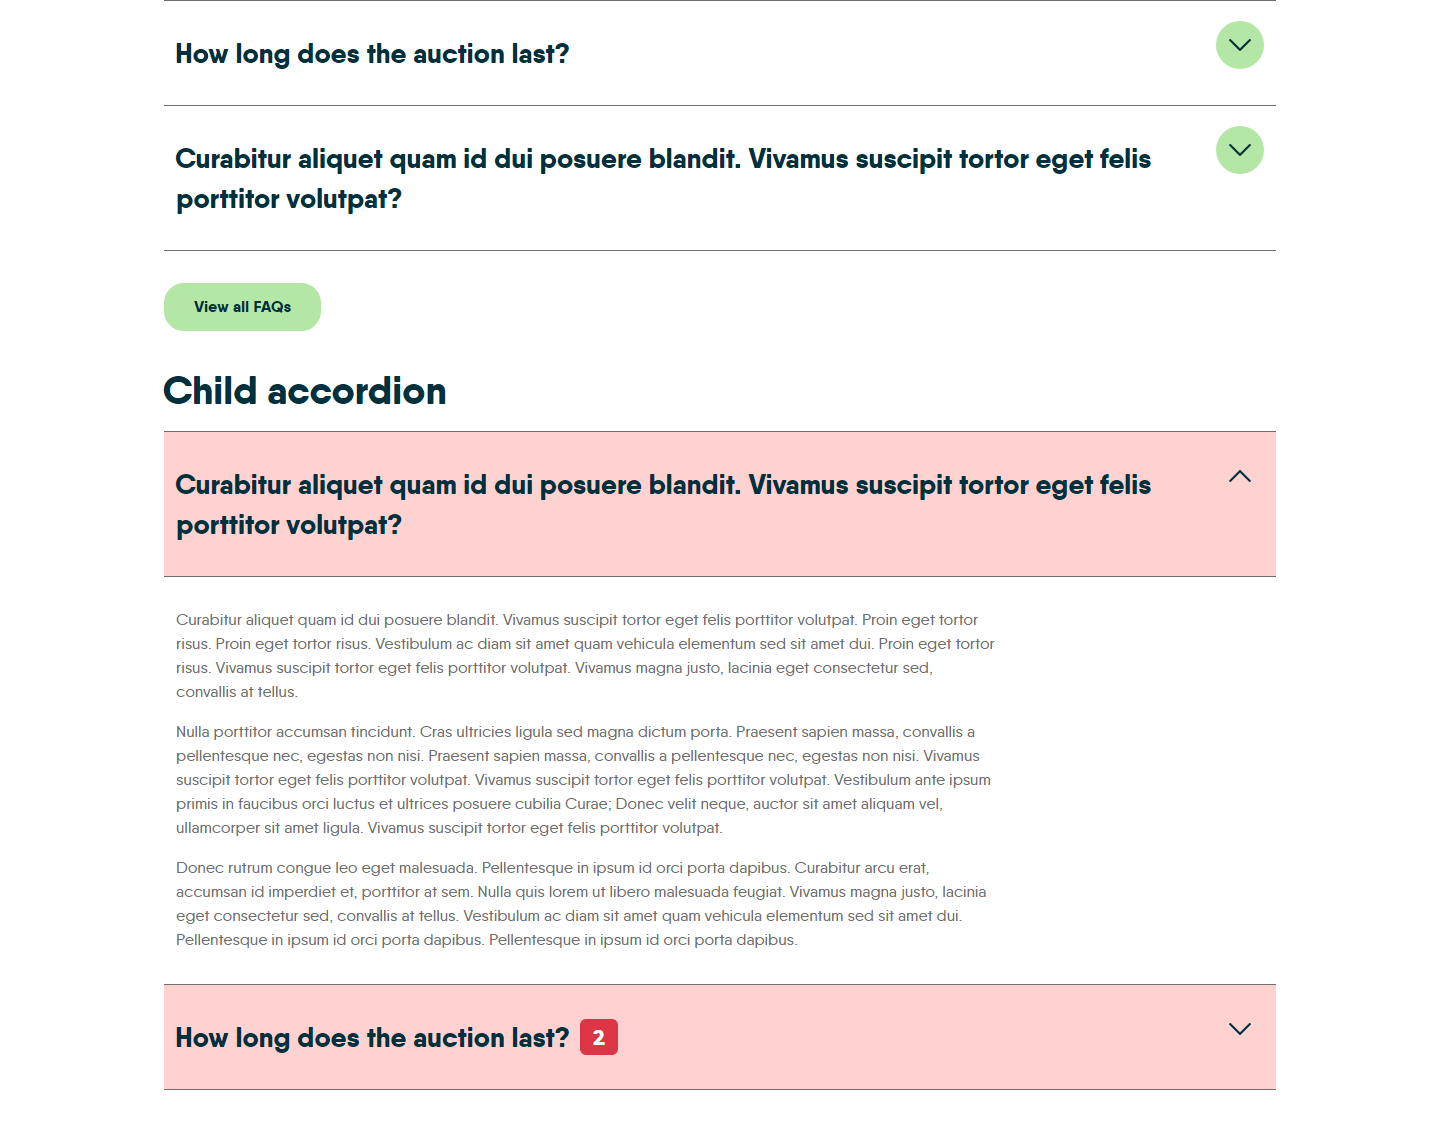 How long does the auction last?
Curabitur aliquet quam id dui posuere blandit. Vivamus suscipit tortor eget felis
porttitor volutpat?
View all FAQs
Child accordion
Curabitur aliquet quam id dui posuere blandit. Vivamus suscipit tortor eget felis
porttitor volutpat?
Curabitur aliquet quam id dui posuere blandit. Vivamus suscipit tortor eget felis porttitor volutpat. Proin eget tortor
risus. Proin eget tortor risus. Vestibulum ac diam sit amet quam vehicula elementum sed sit amet dui. Proin eget tortor
risus. Vivamus suscipit tortor eget felis porttitor volutpat. Vivamus magna justo, lacinia eget consectetur sed,
convallis at tellus.
Nulla porttitor accumsan tincidunt. Cras ultricies ligula sed magna dictum porta. Praesent sapien massa, convallis a
pellentesque nec, egestas non nisi. Praesent sapien massa, convallis a pellentesque nec, egestas non nisi. Vivamus
suscipit tortor eget felis porttitor volutpat. Vivamus suscipit tortor eget felis porttitor volutpat. Vestibulum ante ipsum
primis in faucibus orci luctus et ultrices posuere cubilia Curae; Donec velit neque, auctor sit amet aliquam vel,
ullamcorper sit amet ligula. Vivamus suscipit tortor eget felis porttitor volutpat.
Donec rutrum congue leo eget malesuada. Pellentesque in ipsum id orci porta dapibus. Curabitur arcu erat,
accumsan id imperdiet et, porttitor at sem. Nulla quis lorem ut libero malesuada feugiat. Vivamus magna justo, lacinia
eget consectetur sed, convallis at tellus. Vestibulum ac diam sit amet quam vehicula elementum sed sit amet dui.
Pellentesque in ipsum id orci porta dapibus. Pellentesque in ipsum id orci porta dapibus.
How long does the auction last? 2